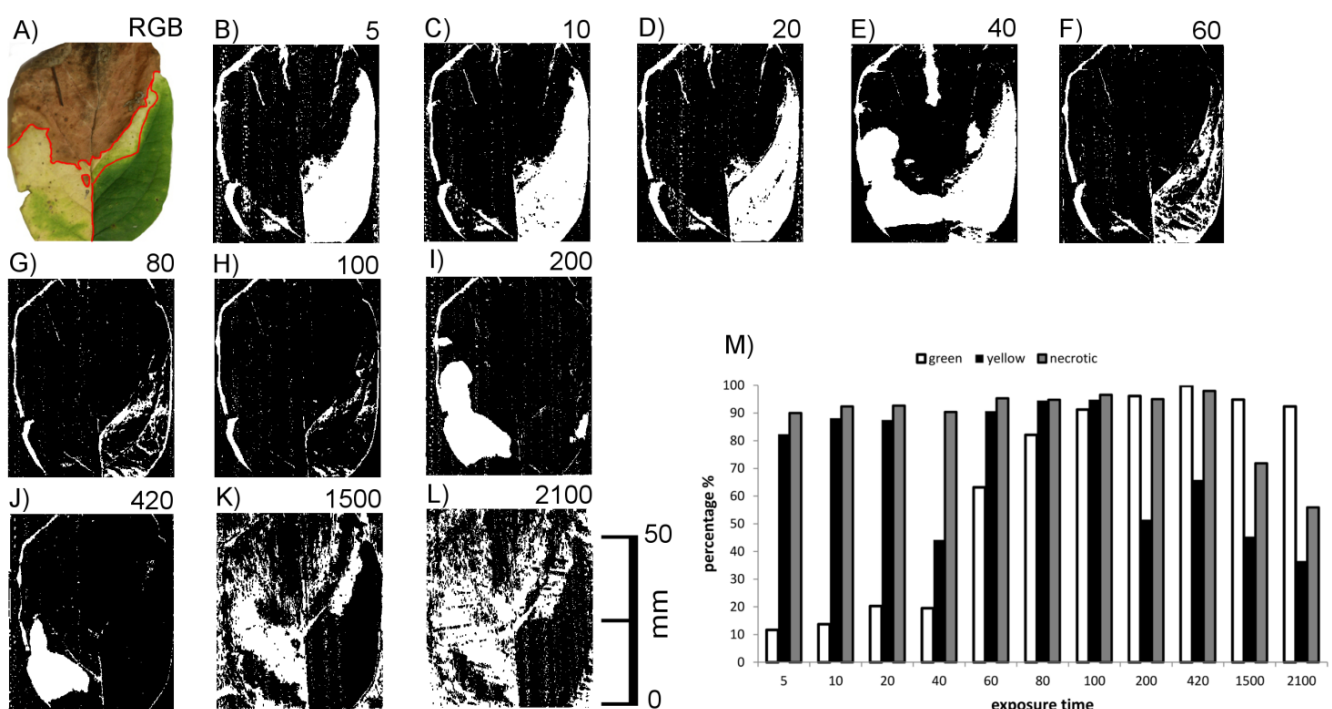 A) RGB
B) 5
C) 10
D) 20
E) 40
F) 60
G) 80
H) 100
I) 200
J) 420
K) 1500
L) 2100
50
mm
0
M)
green yellow necrotic
percentage %
100
90
80
70
60
50
40
30
20
10
0
5 10 20 40 60 80 100 200 420 1500 2100
exposure time